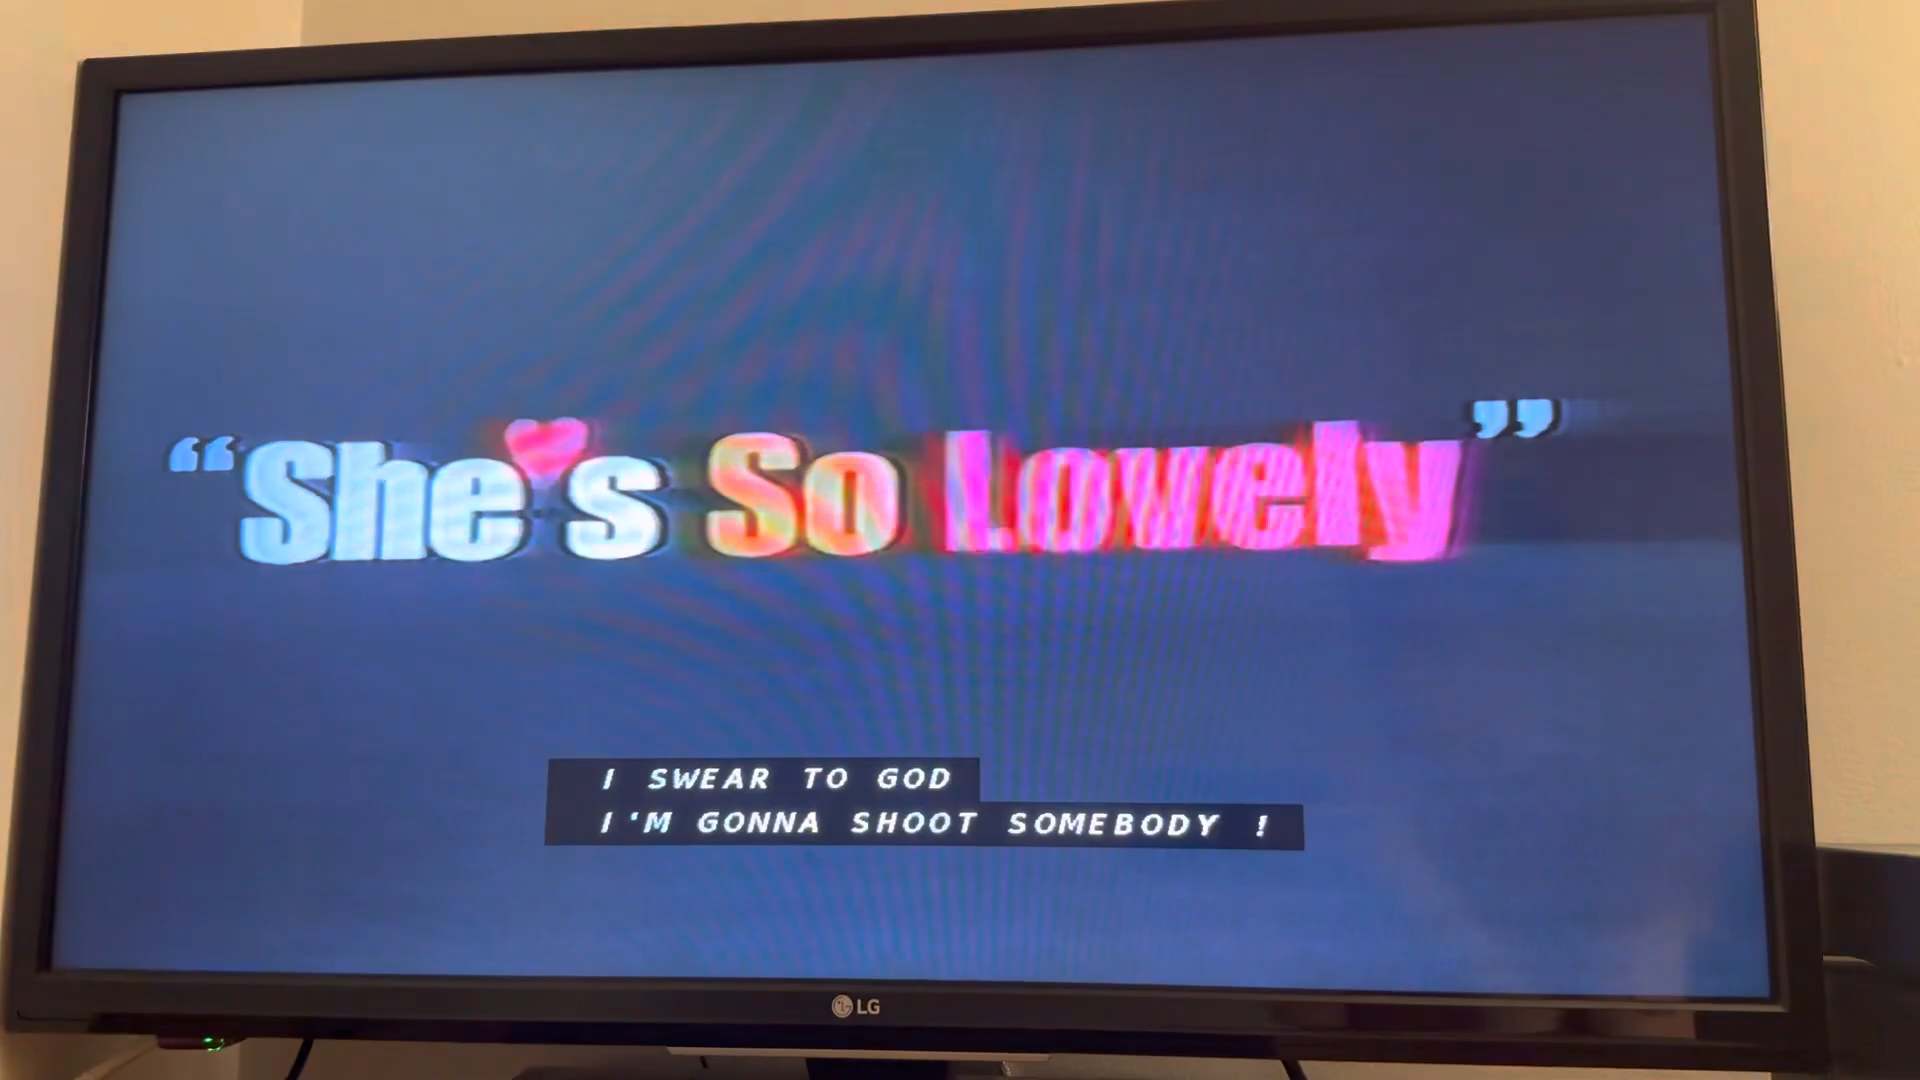 “She's So Lovely”
I SWEAR TO GOD
I'M GONNA SHOOT SOMEBODY !
LG